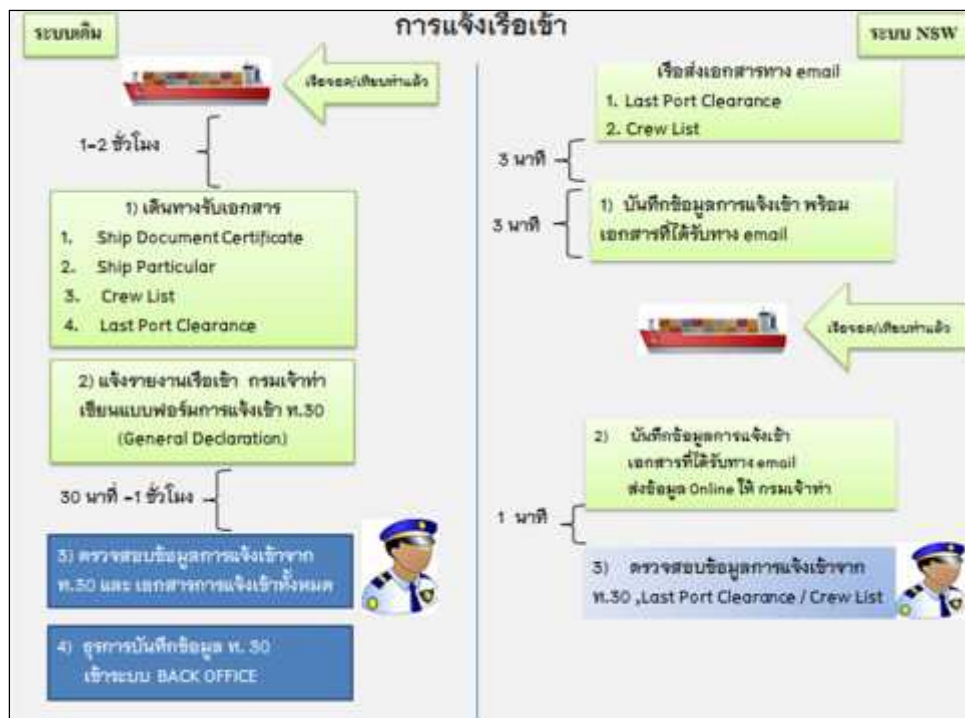 การแจ้งเรือเข้า
ระบบเดิม
เรือจอด/เทียบท่าแล้ว
1-2 ชั่วโมง
1) เดินทางรับเอกสาร
1. Ship Document Certificate
2. Ship Particular
3. Crew List
4. Last Port Clearance
2) แจ้งรายงานเรือเข้า กรมเจ้าท่า
เขียนแบบฟอร์มการแจ้งเข้า ท.30
(General Declaration)
30 นาที -1 ชั่วโมง
3) ตรวจสอบข้อมูลการแจ้งเข้าจาก
ท.30 และ เอกสารการแจ้งเข้าทั้งหมด
4) ธุรการบันทึกข้อมูล ท. 30
เข้าระบบ BACK OFFICE
ระบบ NSW
เรือส่งเอกสารทาง email
1. Last Port Clearance
2. Crew List
3 นาที
3 นาที
1) บันทึกข้อมูลการแจ้งเข้า พร้อม
เอกสารที่ได้รับทาง email
เรือจอด/เทียบท่าแล้ว
2) บันทึกข้อมูลการแจ้งเข้า
เอกสารที่ได้รับทาง email
ส่งข้อมูล Online ให้ กรมเจ้าท่า
1 นาที
3) ตรวจสอบข้อมูลการแจ้งเข้าจาก
ท.30 ,Last Port Clearance / Crew List